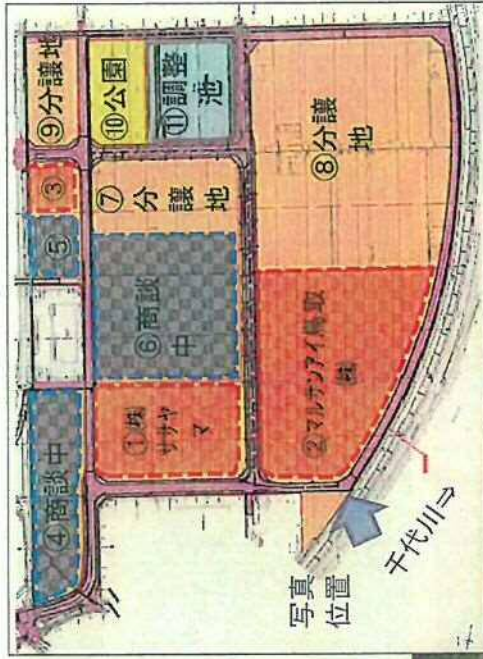 ⑨分譲地
⑩公園
⑪調整
池
③
⑤
⑦
分
譲
地
⑧分譲
地
⑥商談
中
④商談中
①㈱
ササヤ
マ
②マルサンアイ鳥取
㈱
写真
位置
千代川⇒